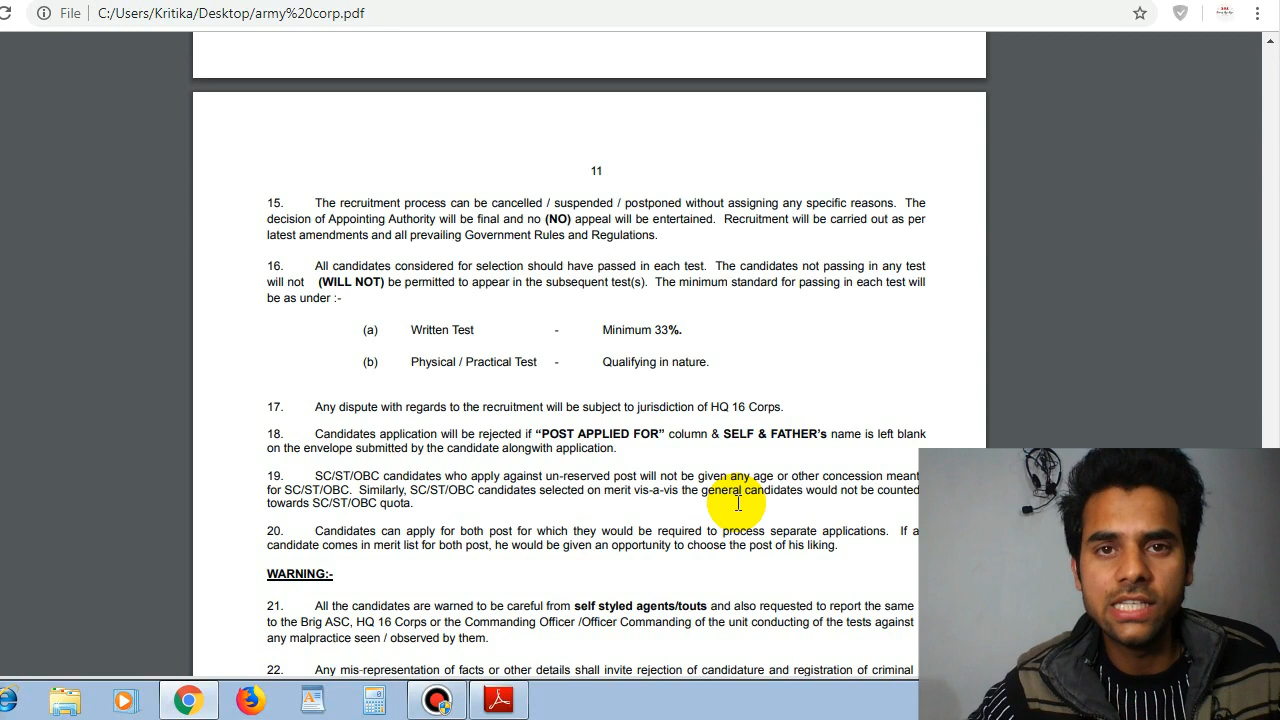 File
C:/Users/Kritika/Desktop/army%20corp.pdf
11
15. The recruitment process can be cancelled / suspended / postponed without assigning any specific reasons. The
decision of Appointing Authority will be final and no (NO) appeal will be entertained. Recruitment will be carried out as per
latest amendments and all prevailing Government Rules and Regulations.
16. All candidates considered for selection should have passed in each test. The candidates not passing in any test
will not (WILL NOT) be permitted to appear in the subsequent test(s). The minimum standard for passing in each test will
be as under :-
(a) Written Test - Minimum 33%.
(b) Physical / Practical Test - Qualifying in nature.
17. Any dispute with regards to the recruitment will be subject to jurisdiction of HQ 16 Corps.
18. Candidates application will be rejected if “POST APPLIED FOR” column & SELF & FATHER’s name is left blank
on the envelope submitted by the candidate alongwith application.
19. SC/ST/OBC candidates who apply against un-reserved post will not be given any age or other concession meant
for SC/ST/OBC. Similarly, SC/ST/OBC candidates selected on merit vis-a-vis the general candidates would not be counted
towards SC/ST/OBC quota.
20. Candidates can apply for both post for which they would be required to process separate applications. If a
candidate comes in merit list for both post, he would be given an opportunity to choose the post of his liking.
WARNING:-
21. All the candidates are warned to be careful from self styled agents/touts and also requested to report the same
to the Brig ASC, HQ 16 Corps or the Commanding Officer /Officer Commanding of the unit conducting of the tests against
any malpractice seen / observed by them.
22. Any mis-representation of facts or other details shall invite rejection of candidature and registration of criminal